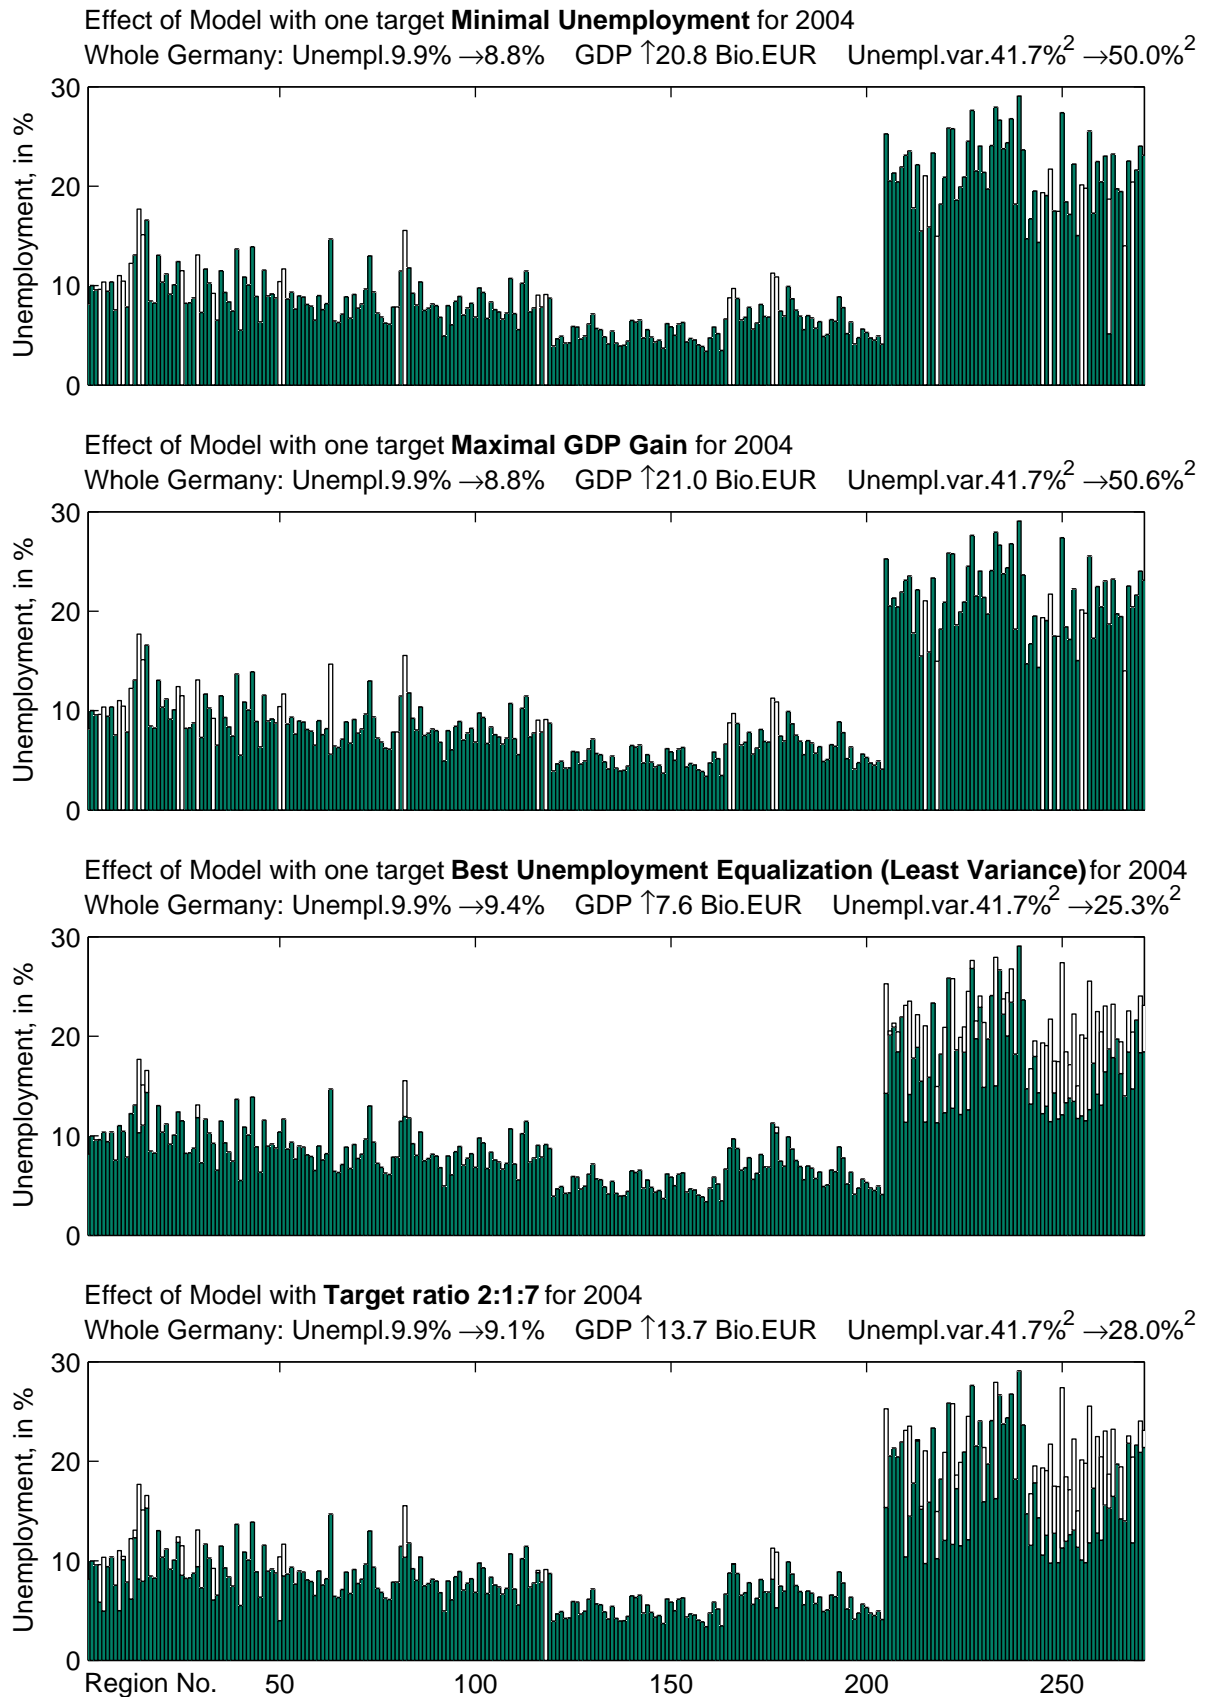 Effect of Model with one target Minimal Unemployment for 2004
Whole Germany: Unempl.9.9% →8.8% GDP ↑20.8 Bio.EUR Unempl.var.41.7%² →50.0%²
Unemployment, in %
30
20
10
0
Effect of Model with one target Maximal GDP Gain for 2004
Whole Germany: Unempl.9.9% →8.8% GDP ↑21.0 Bio.EUR Unempl.var.41.7%² →50.6%²
Unemployment, in %
30
20
10
0
Effect of Model with one target Best Unemployment Equalization (Least Variance) for 2004
Whole Germany: Unempl.9.9% →9.4% GDP ↑7.6 Bio.EUR Unempl.var.41.7%² →25.3%²
Unemployment, in %
30
20
10
0
Effect of Model with Target ratio 2:1:7 for 2004
Whole Germany: Unempl.9.9% →9.1% GDP ↑13.7 Bio.EUR Unempl.var.41.7%² →28.0%²
Unemployment, in %
30
20
10
0
Region No. 50 100 150 200 250